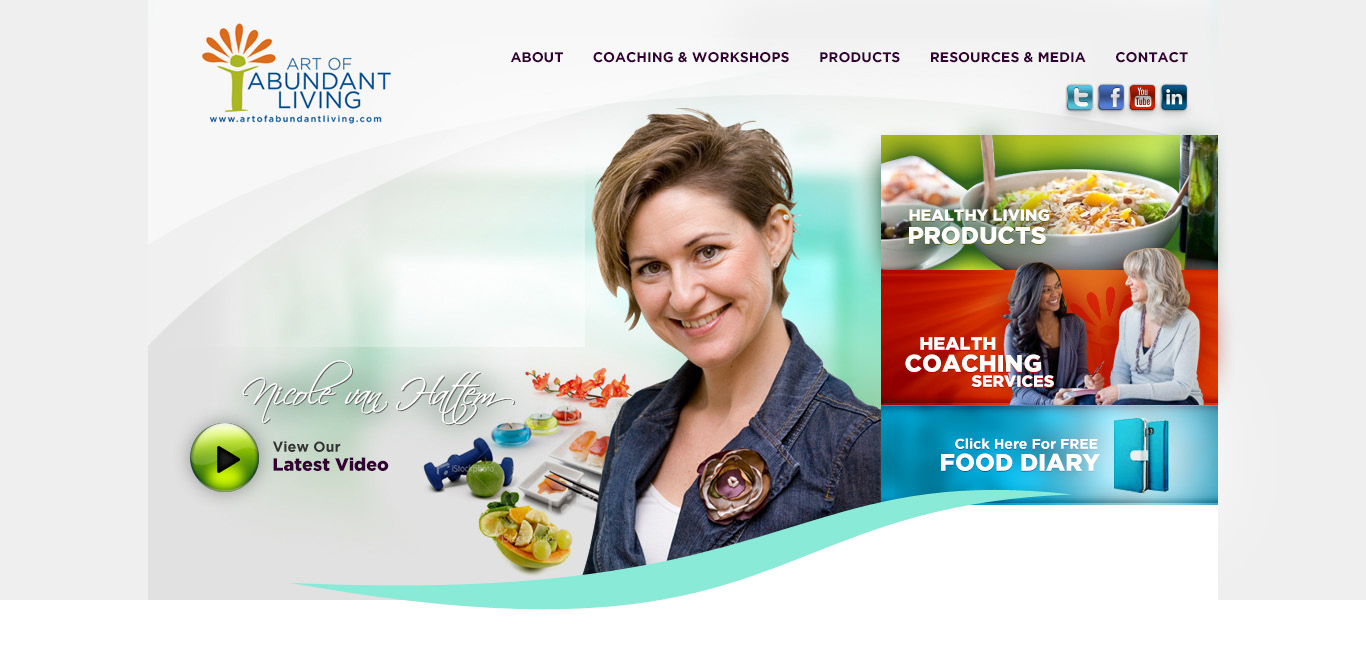 ART OF
ABUNDANT
LIVING
www.artofabundantliving.com
ABOUT COACHING & WORKSHOPS PRODUCTS RESOURCES & MEDIA CONTACT
t f You Tube in
HEALTHY LIVING
PRODUCTS
HEALTH
COACHING
SERVICES
Click Here For FREE
FOOD DIARY
Nicole van Hattem
View Our
Latest Video
iStockphoto